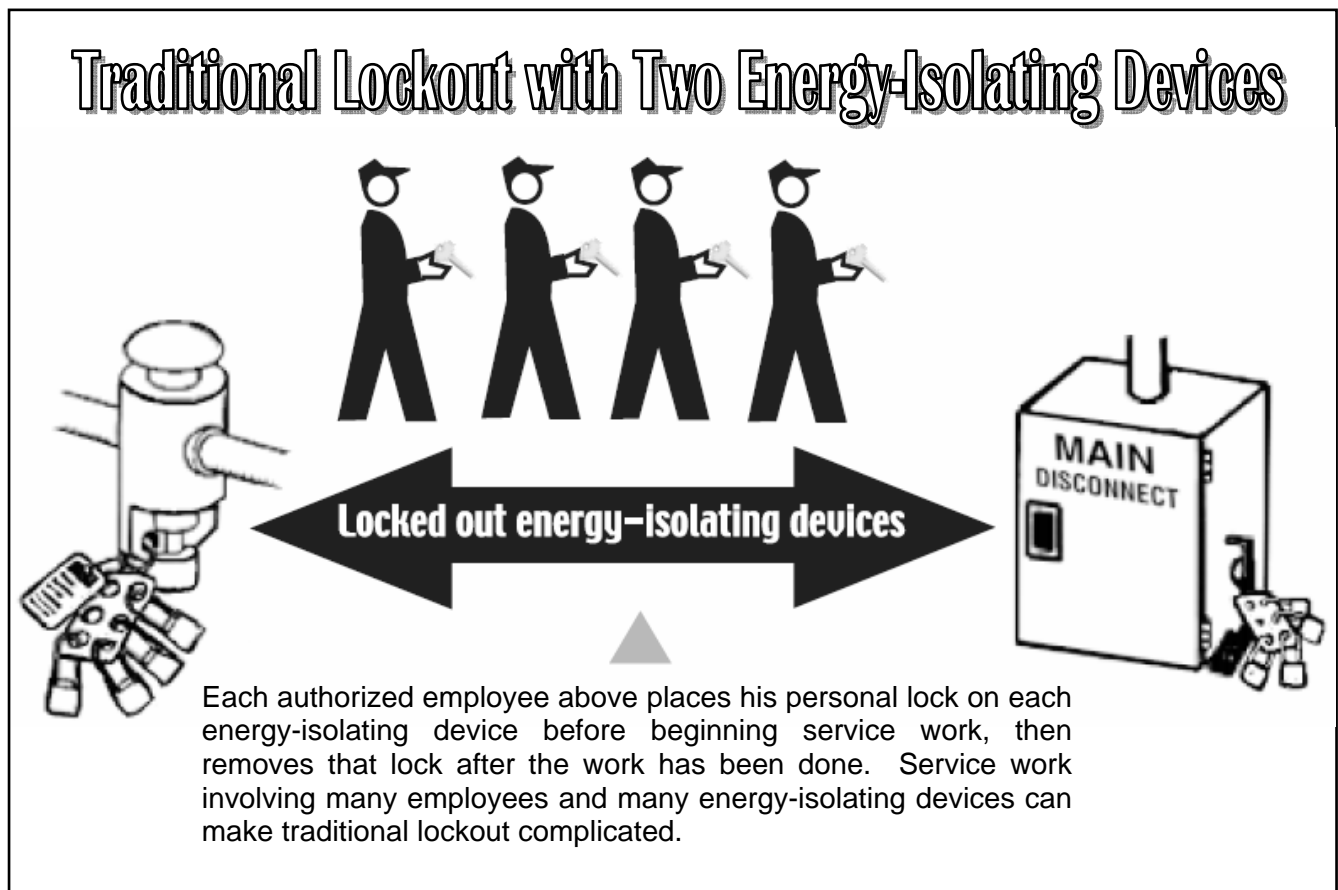 Traditional Lockout with Two Energy-Isolating Devices
MAIN
DISCONNECT
Locked out energy-isolating devices
Each authorized employee above places his personal lock on each
energy-isolating device before beginning service work, then
removes that lock after the work has been done. Service work
involving many employees and many energy-isolating devices can
make traditional lockout complicated.